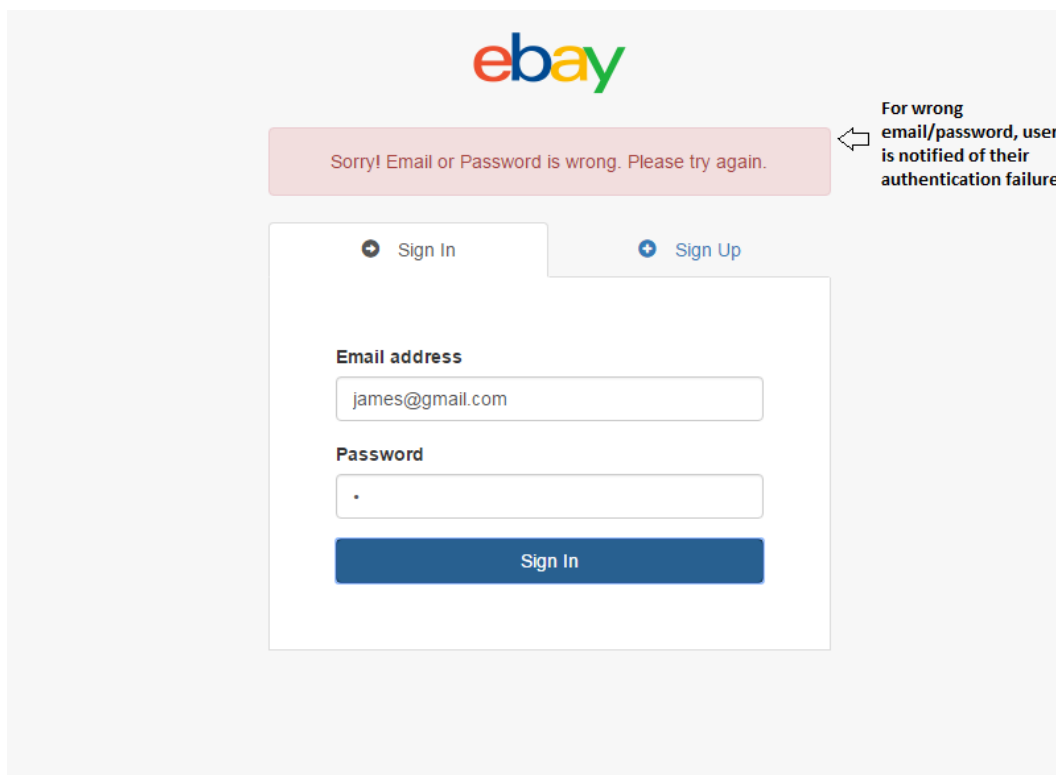 ebay
For wrong
email/password, user
is notified of their
authentication failure
Sorry! Email or Password is wrong. Please try again.
Sign In
Sign Up
Email address
james@gmail.com
Password
•
Sign In